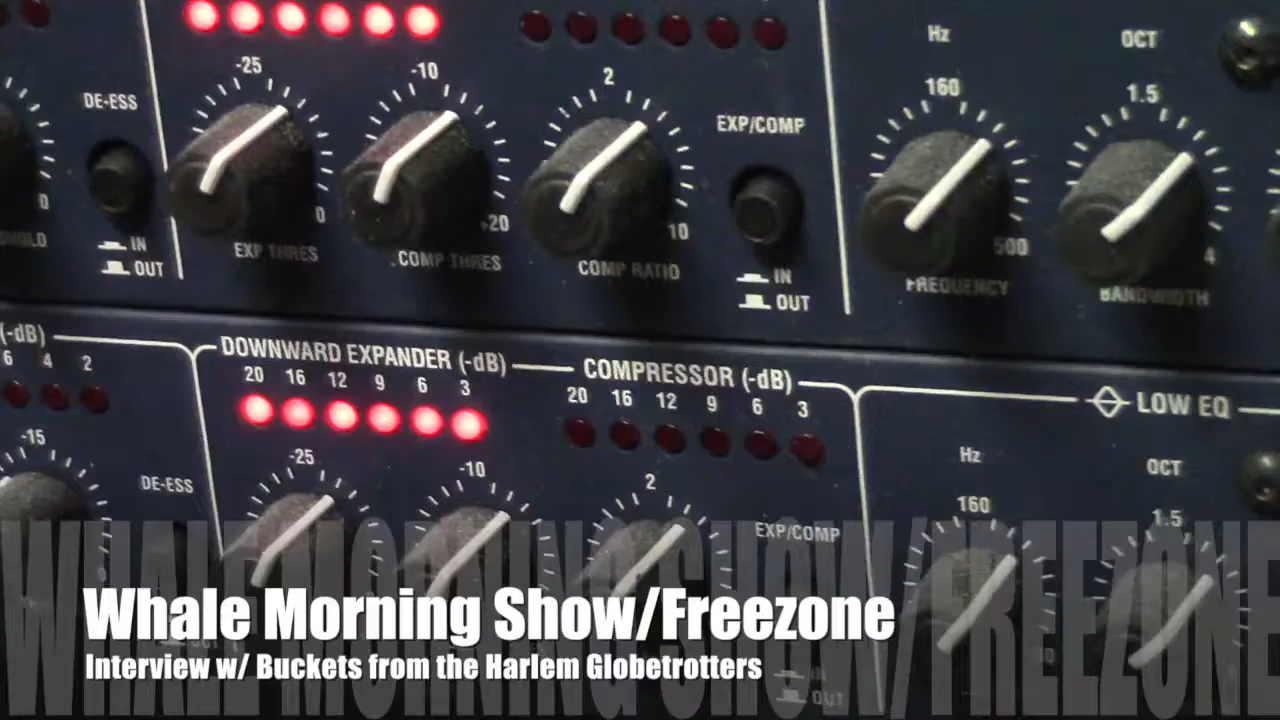 Hz
OCT
-25
-10
2
160
1.5
DE-ESS
EXP/COMP
0
0
+20
10
500
4
IN
OUT
EXP THRES
COMP THRES
COMP RATIO
IN
OUT
FREQUENCY
BANDWIDTH
(-dB)
DOWNWARD EXPANDER (-dB)
COMPRESSOR (-dB)
LOW EQ
6 4 2
20 16 12 9 6 3
20 16 12 9 6 3
Hz
OCT
-15
-25
-10
2
160
1.5
DE-ESS
EXP/COMP
WHALE MORNING SHOW/FREEZONE
Whale Morning Show/Freezone
Interview w/ Buckets from the Harlem Globetrotters
IN
OUT